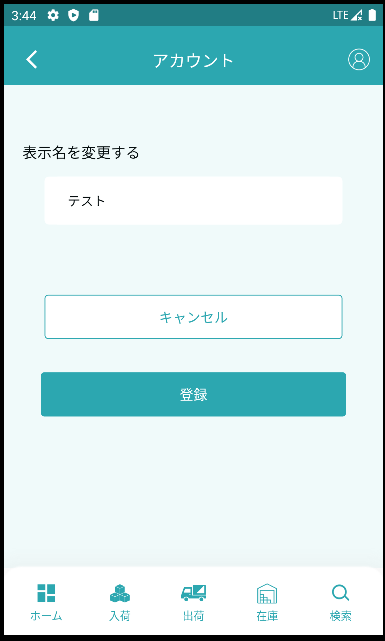 3:44 LTE
アカウント
表示名を変更する
テスト
キャンセル
登録
ホーム 入荷 出荷 在庫 検索